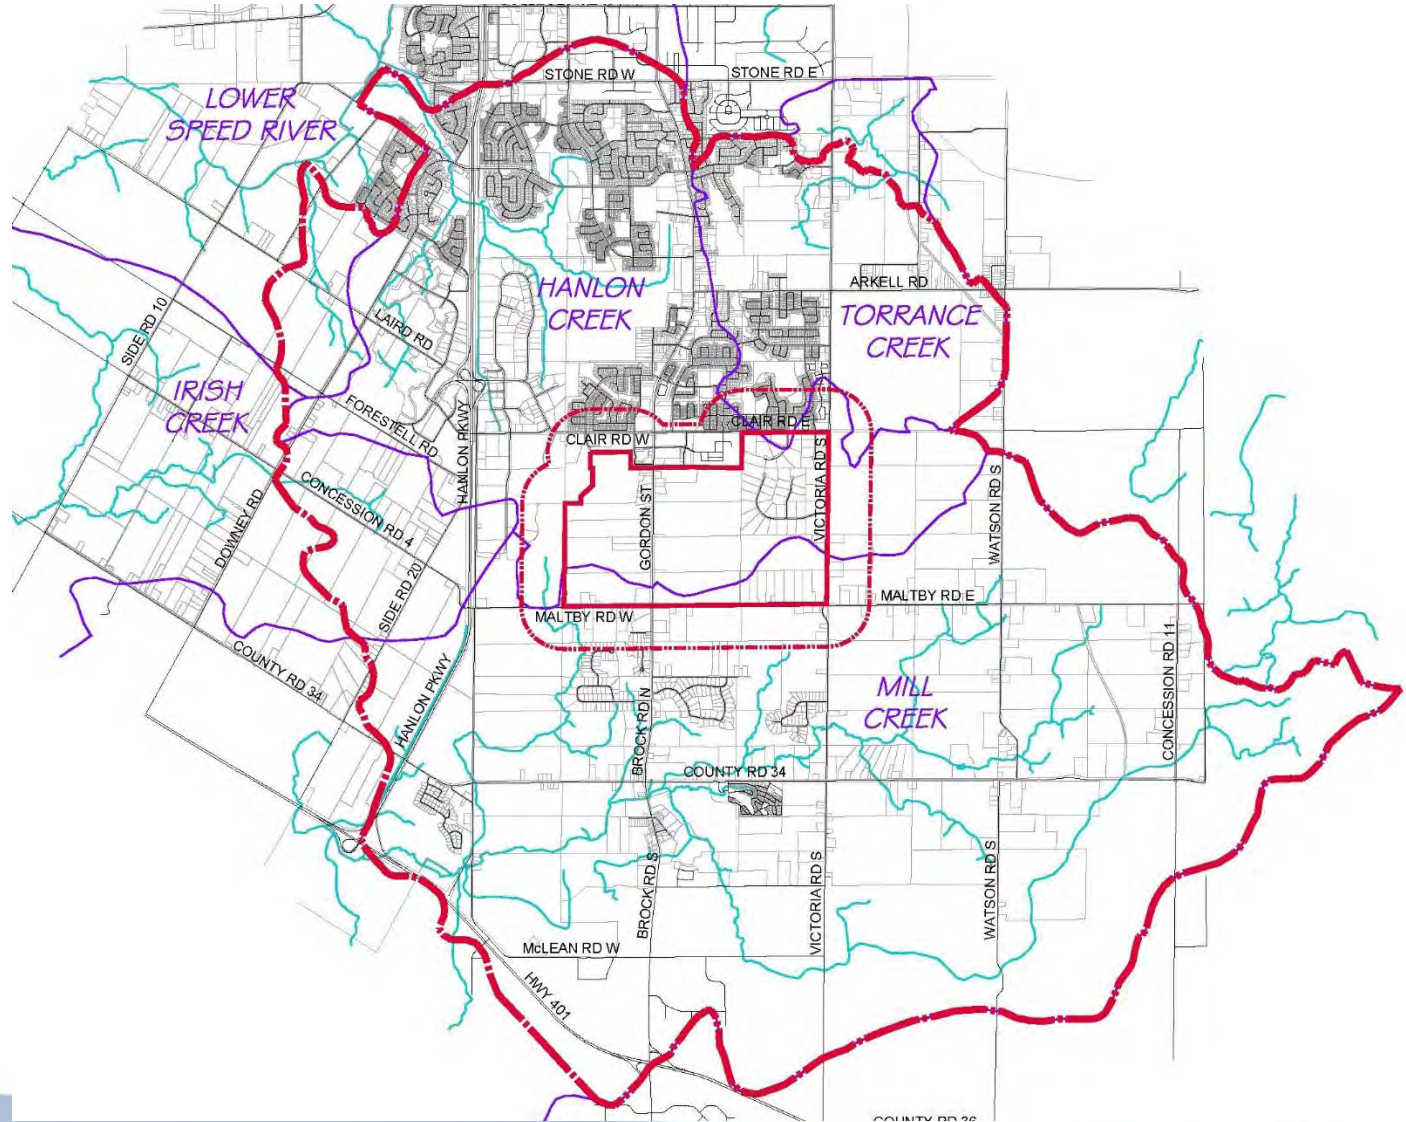 STONE RD W
STONE RD E
LOWER
SPEED RIVER
ARKELL RD
HANLON
CREEK
TORRANCE
CREEK
SIDE RD 10
LAIRD RD
IRISH
CREEK
FORESTELL RD
HANLON PKWY
CLAIR RD E
CLAIR RD W
VICTORIA RD S
WATSON RD S
GORDON ST
CONCESSION RD 4
DOWNEY RD
SIDE RD 20
MALTBY RD W
MALTBY RD E
COUNTY RD 34
HANLON PKWY
BROCK RD N
MILL
CREEK
CONCESSION RD 11
COUNTY RD 34
BROCK RD S
VICTORIA RD S
WATSON RD S
McLEAN RD W
HWY 401
COUNTY RD 36